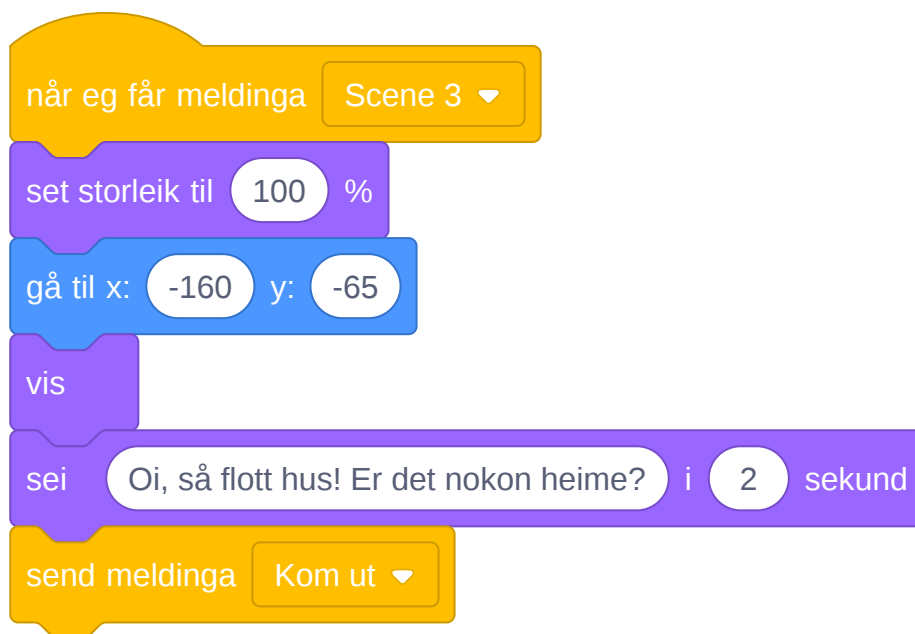 når eg får meldinga Scene 3
set storleik til 100 %
gå til x: -160 y: -65
vis
sei Oi, så flott hus! Er det nokon heime? i 2 sekund
send meldinga Kom ut